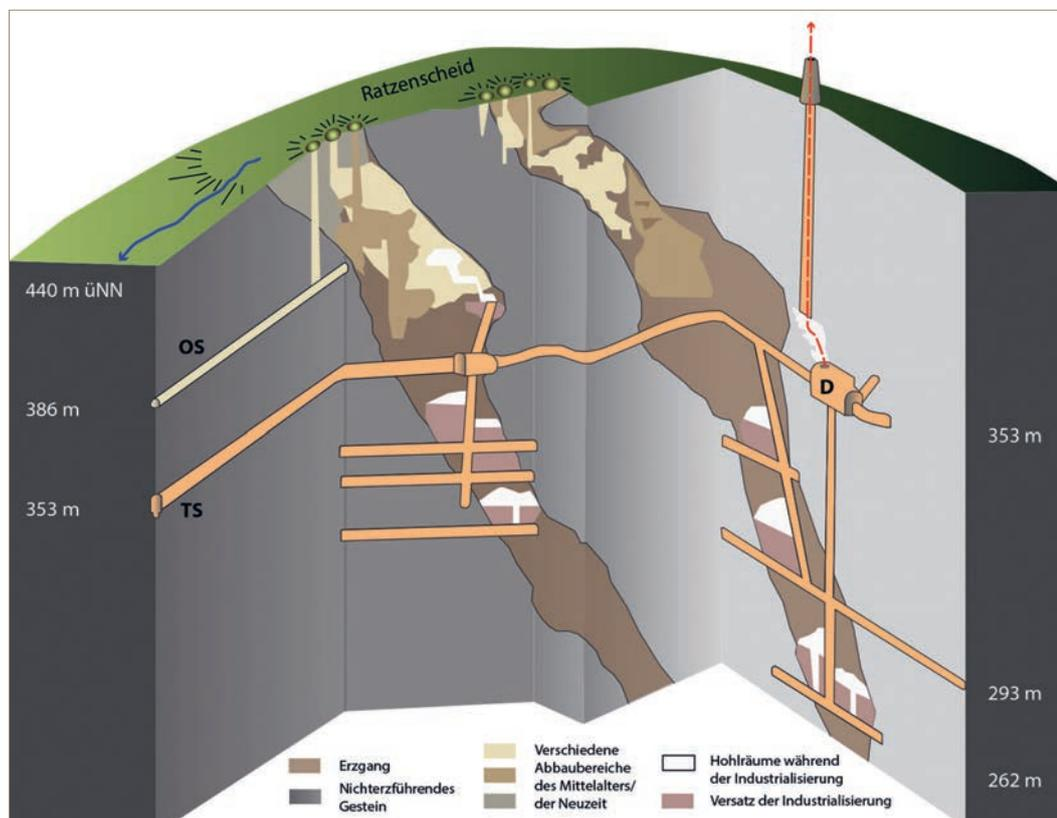 Ratzenscheid
440 m üNN
OS
386 m
TS
353 m
D
353 m
293 m
262 m
Erzgang
Nichterzführendes
Gestein
Verschiedene
Abbaubereiche
des Mittelalters/
der Neuzeit
Hohlräume während
der Industrialisierung
Versatz der Industrialisierung